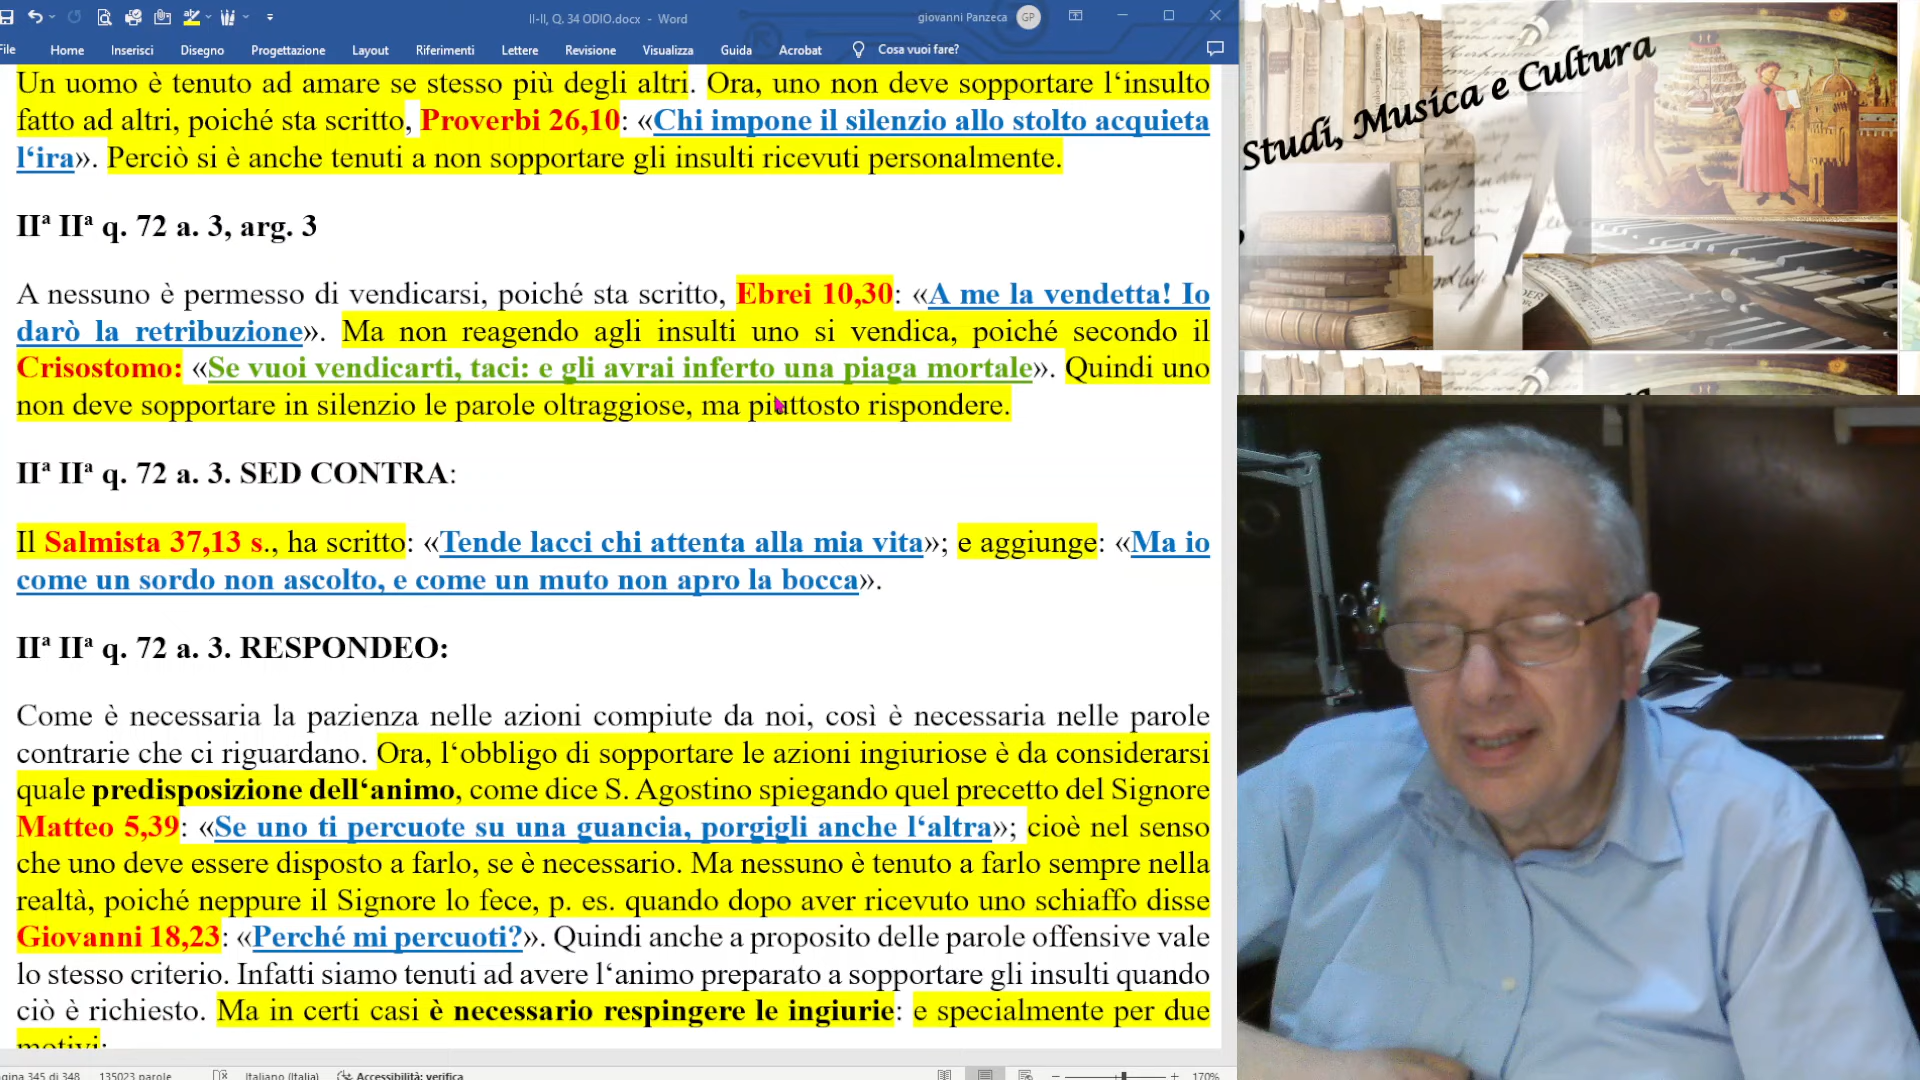 II-II, Q. 34 ODIO.docx - Word
giovanni Panzeca GP
File Home Inserisci Disegno Progettazione Layout Riferimenti Lettere Revisione Visualizza Guida Acrobat Cosa vuoi fare?
Un uomo è tenuto ad amare se stesso più degli altri. Ora, uno non deve sopportare l‘insulto
fatto ad altri, poiché sta scritto, Proverbi 26,10: «Chi impone il silenzio allo stolto acquieta
l‘ira». Perciò si è anche tenuti a non sopportare gli insulti ricevuti personalmente.
IIª IIª q. 72 a. 3, arg. 3
A nessuno è permesso di vendicarsi, poiché sta scritto, Ebrei 10,30: «A me la vendetta! Io
darò la retribuzione». Ma non reagendo agli insulti uno si vendica, poiché secondo il
Crisostomo: «Se vuoi vendicarti, taci: e gli avrai inferto una piaga mortale». Quindi uno
non deve sopportare in silenzio le parole oltraggiose, ma piuttosto rispondere.
IIª IIª q. 72 a. 3. SED CONTRA:
Il Salmista 37,13 s., ha scritto: «Tende lacci chi attenta alla mia vita»; e aggiunge: «Ma io
come un sordo non ascolto, e come un muto non apro la bocca».
IIª IIª q. 72 a. 3. RESPONDEO:
Come è necessaria la pazienza nelle azioni compiute da noi, così è necessaria nelle parole
contrarie che ci riguardano. Ora, l‘obbligo di sopportare le azioni ingiuriose è da considerarsi
quale predisposizione dell‘animo, come dice S. Agostino spiegando quel precetto del Signore
Matteo 5,39: «Se uno ti percuote su una guancia, porgigli anche l‘altra»; cioè nel senso
che uno deve essere disposto a farlo, se è necessario. Ma nessuno è tenuto a farlo sempre nella
realtà, poiché neppure il Signore lo fece, p. es. quando dopo aver ricevuto uno schiaffo disse
Giovanni 18,23: «Perché mi percuoti?». Quindi anche a proposito delle parole offensive vale
lo stesso criterio. Infatti siamo tenuti ad avere l‘animo preparato a sopportare gli insulti quando
ciò è richiesto. Ma in certi casi è necessario respingere le ingiurie: e specialmente per due
motivi:
gina 345 di 348 135023 parole Italiano (Italia) Accessibilità: verifica 170%
Studi, Musica e Cultura